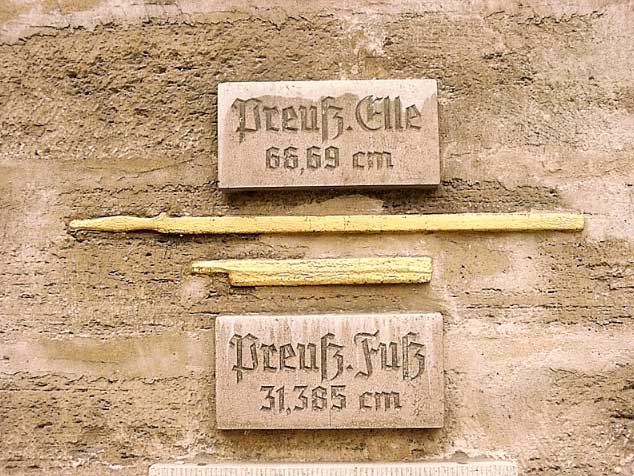 Preuß. Elle
66,69 cm
Preuß. Fuß
31,385 cm